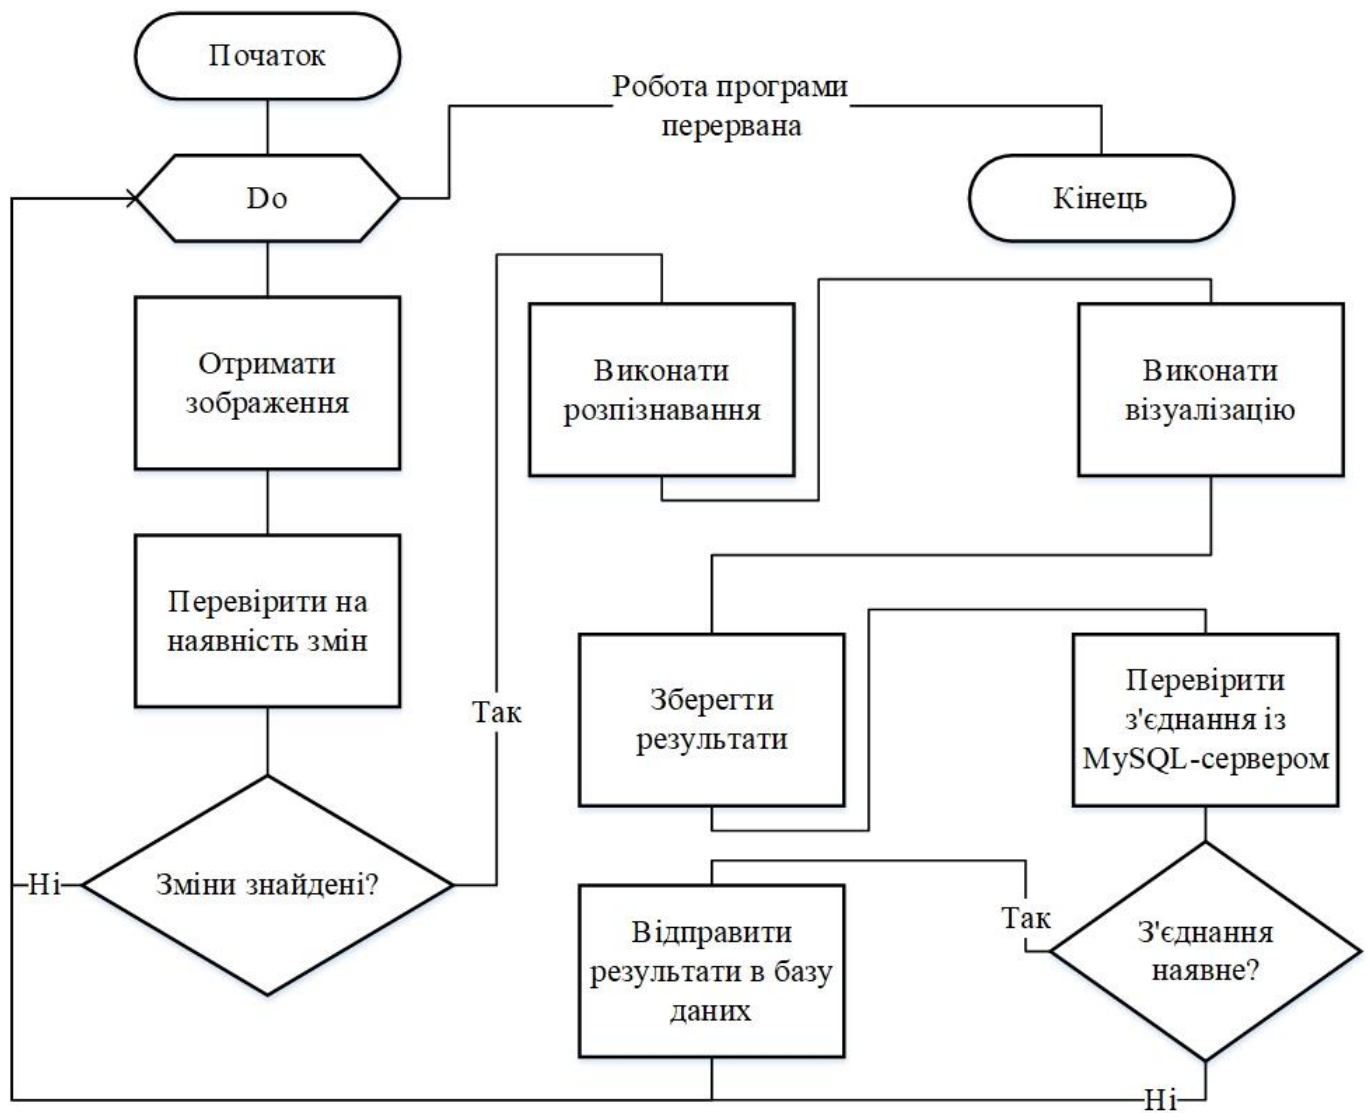 Початок
Робота програми
перервана
Do
Кінець
Отримати
зображення
Виконати
розпізнавання
Виконати
візуалізацію
Перевірити на
наявність змін
Так
Зберегти
результати
Перевірити
з'єднання із
MySQL-сервером
Ні
Зміни знайдені?
Відправити
результати в базу
даних
Так
З'єднання
наявне?
Ні